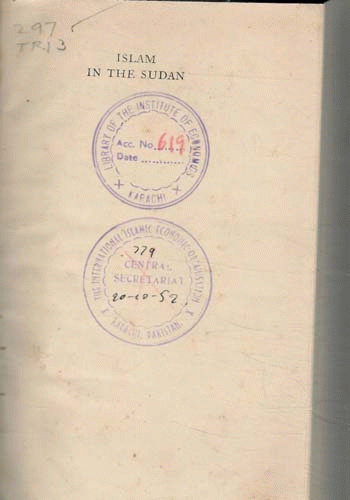 297
TRI3
ISLAM
IN THE SUDAN
LIBRARY OF THE INSTITUTE OF ECONOMICS
Acc. No. 619
Date ............
KARACHI
THE INTERNATIONAL ISLAMIC ECONOMIC ORGANISATION
779
CENTRAL
SECRETARIAT
20-10-52
KARACHI, PAKISTAN